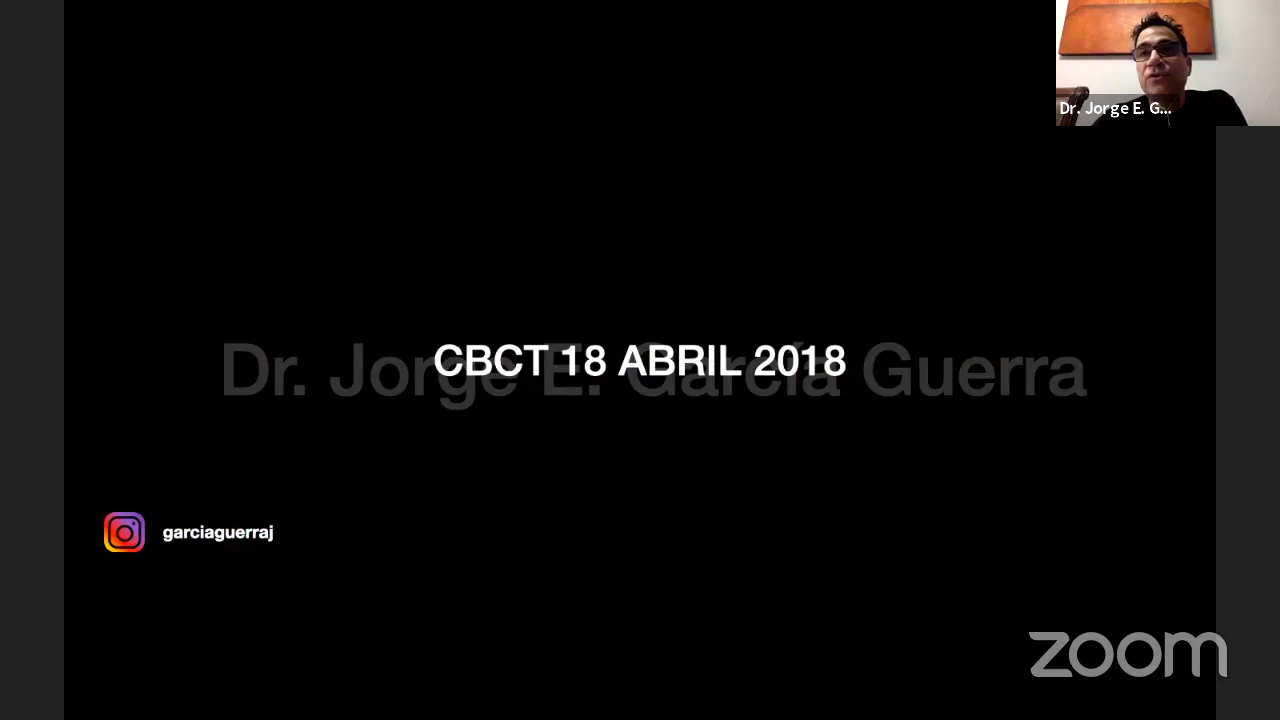 Dr. Jorge E. G...
CBCT 18 ABRIL 2018
Dr. Jorge E. García Guerra
garciaguerraj
zoom